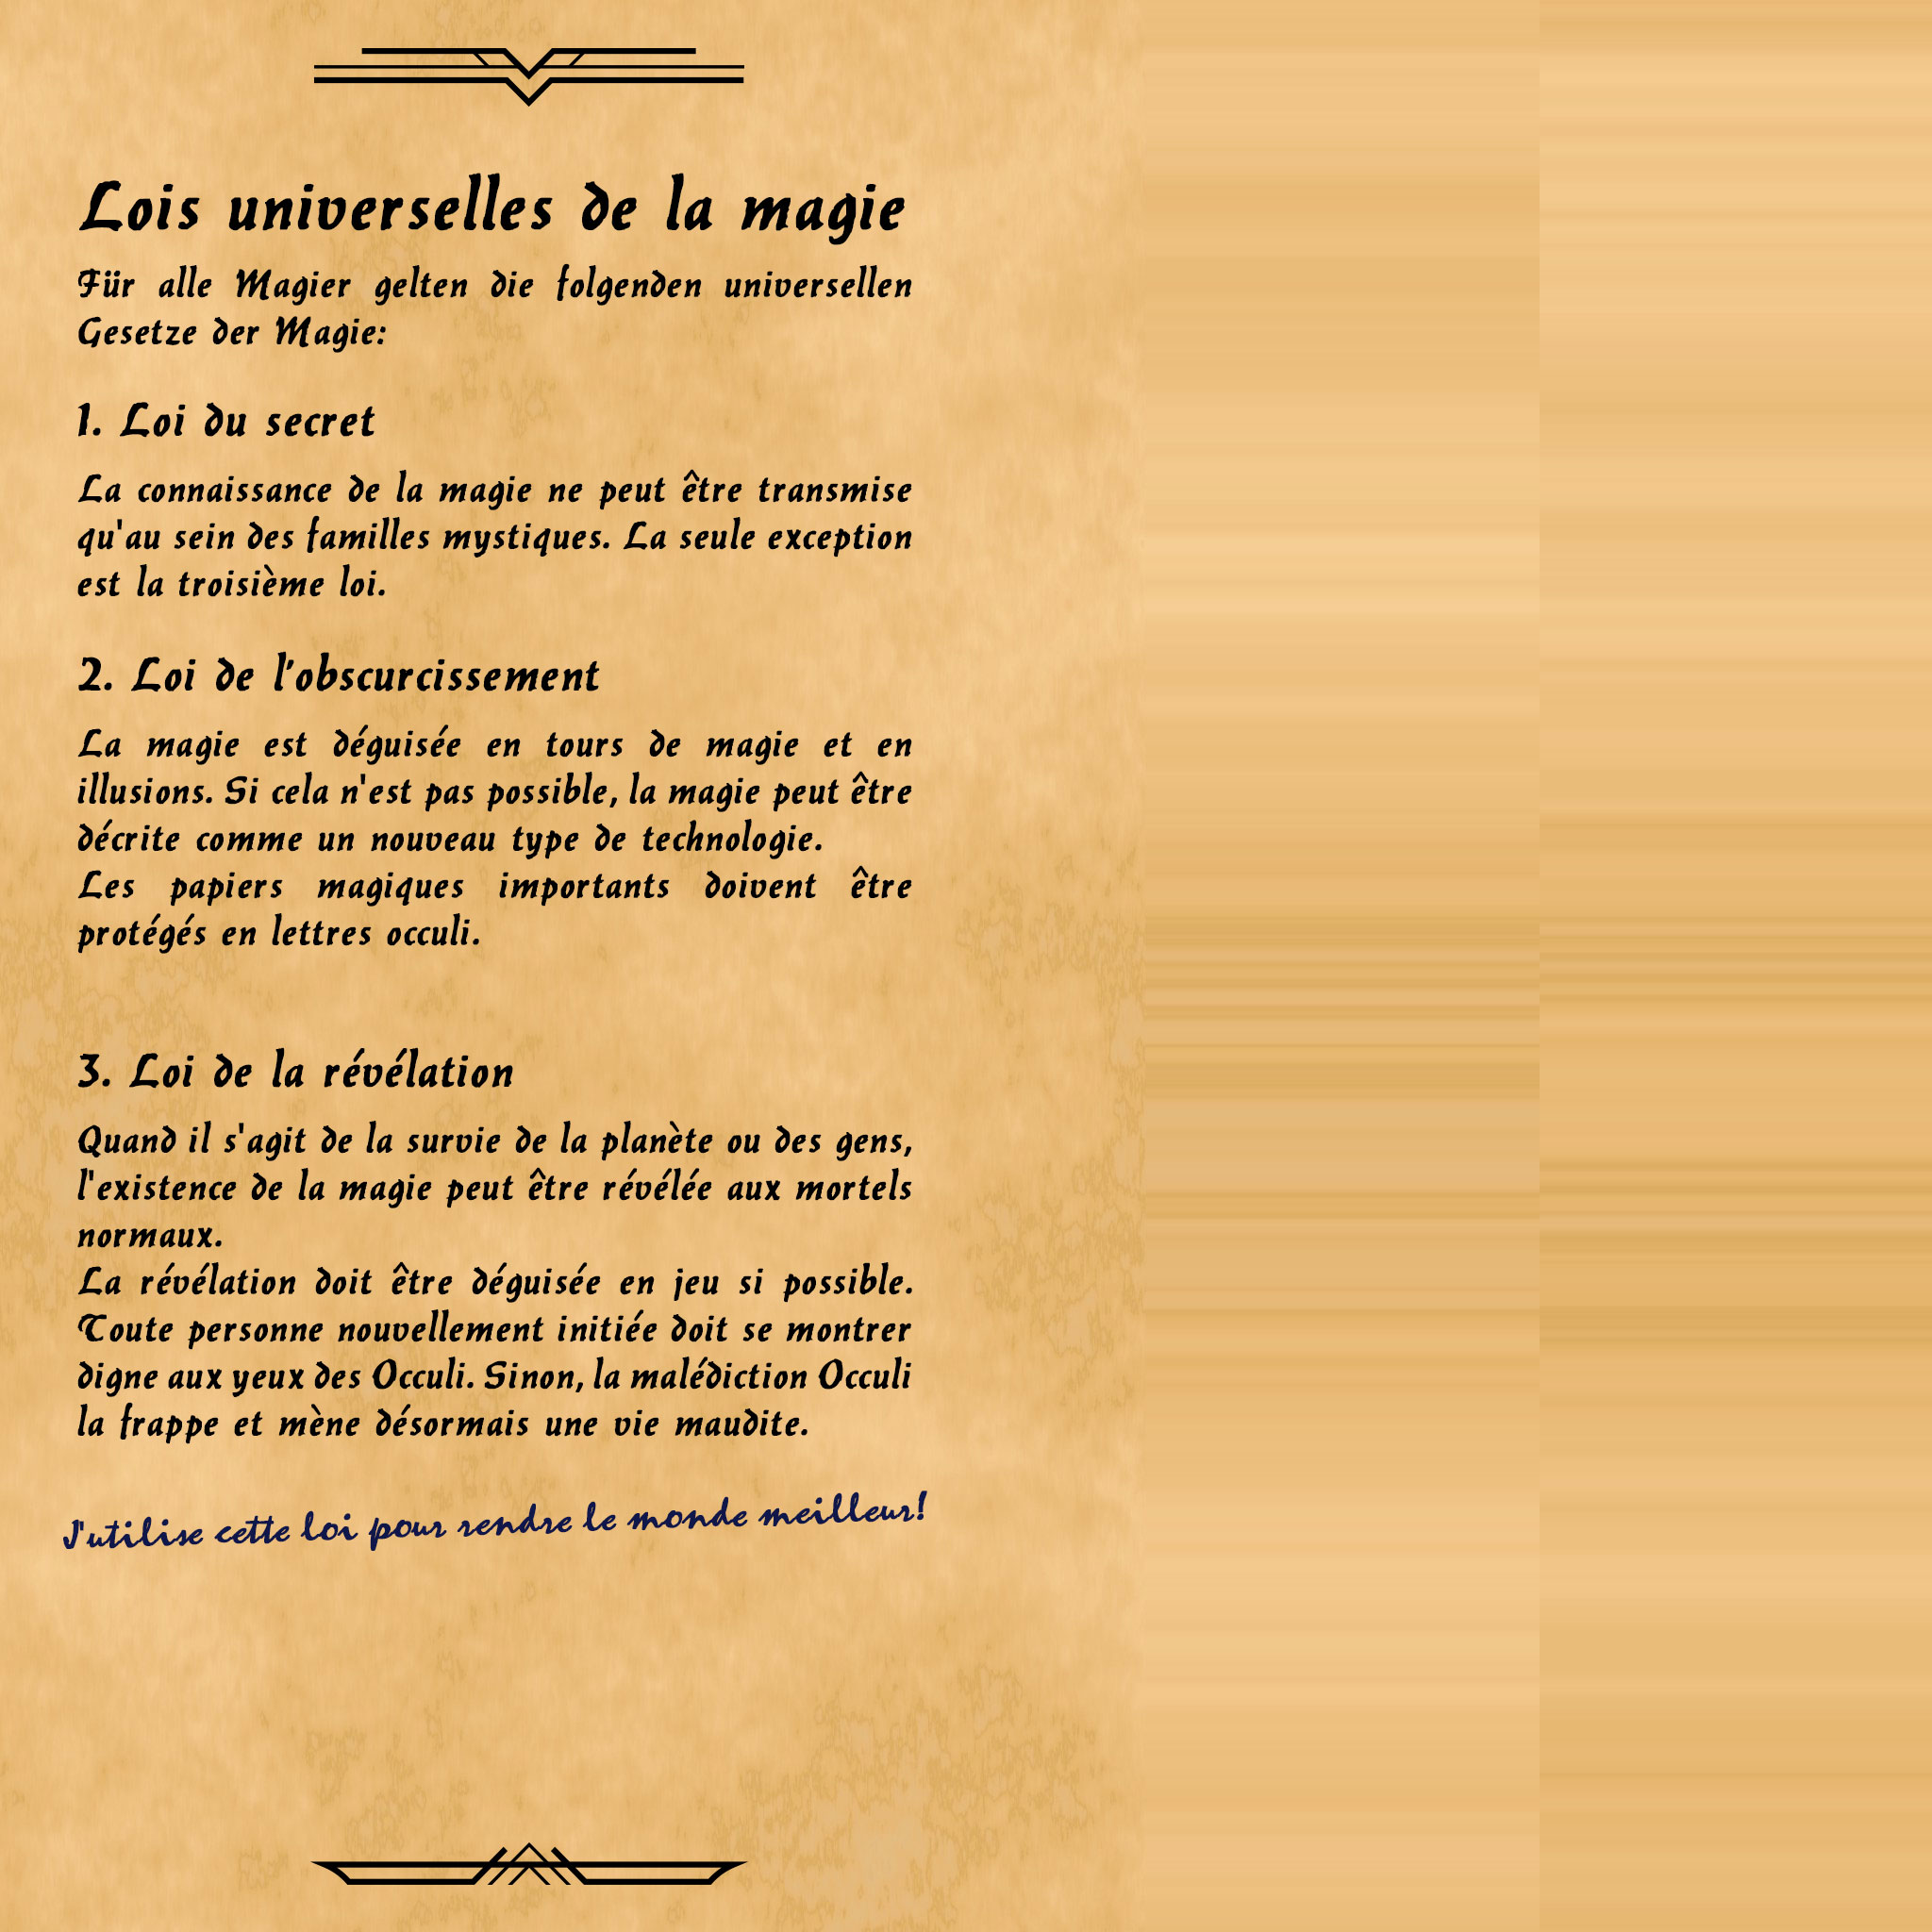 Lois universelles de la magie
Für alle Magier gelten die folgenden universellen
Gesetze der Magie:
1. Loi du secret
La connaissance de la magie ne peut être transmise
qu'au sein des familles mystiques. La seule exception
est la troisième loi.
2. Loi de l’obscurcissement
La magie est déguisée en tours de magie et en
illusions. Si cela n'est pas possible, la magie peut être
décrite comme un nouveau type de technologie.
Les papiers magiques importants doivent être
protégés en lettres occuli.
3. Loi de la révélation
Quand il s'agit de la survie de la planète ou des gens,
l'existence de la magie peut être révélée aux mortels
normaux.
La révélation doit être déguisée en jeu si possible.
Toute personne nouvellement initiée doit se montrer
digne aux yeux des Occuli. Sinon, la malédiction Occuli
la frappe et mène désormais une vie maudite.
J'utilise cette loi pour rendre le monde meilleur!